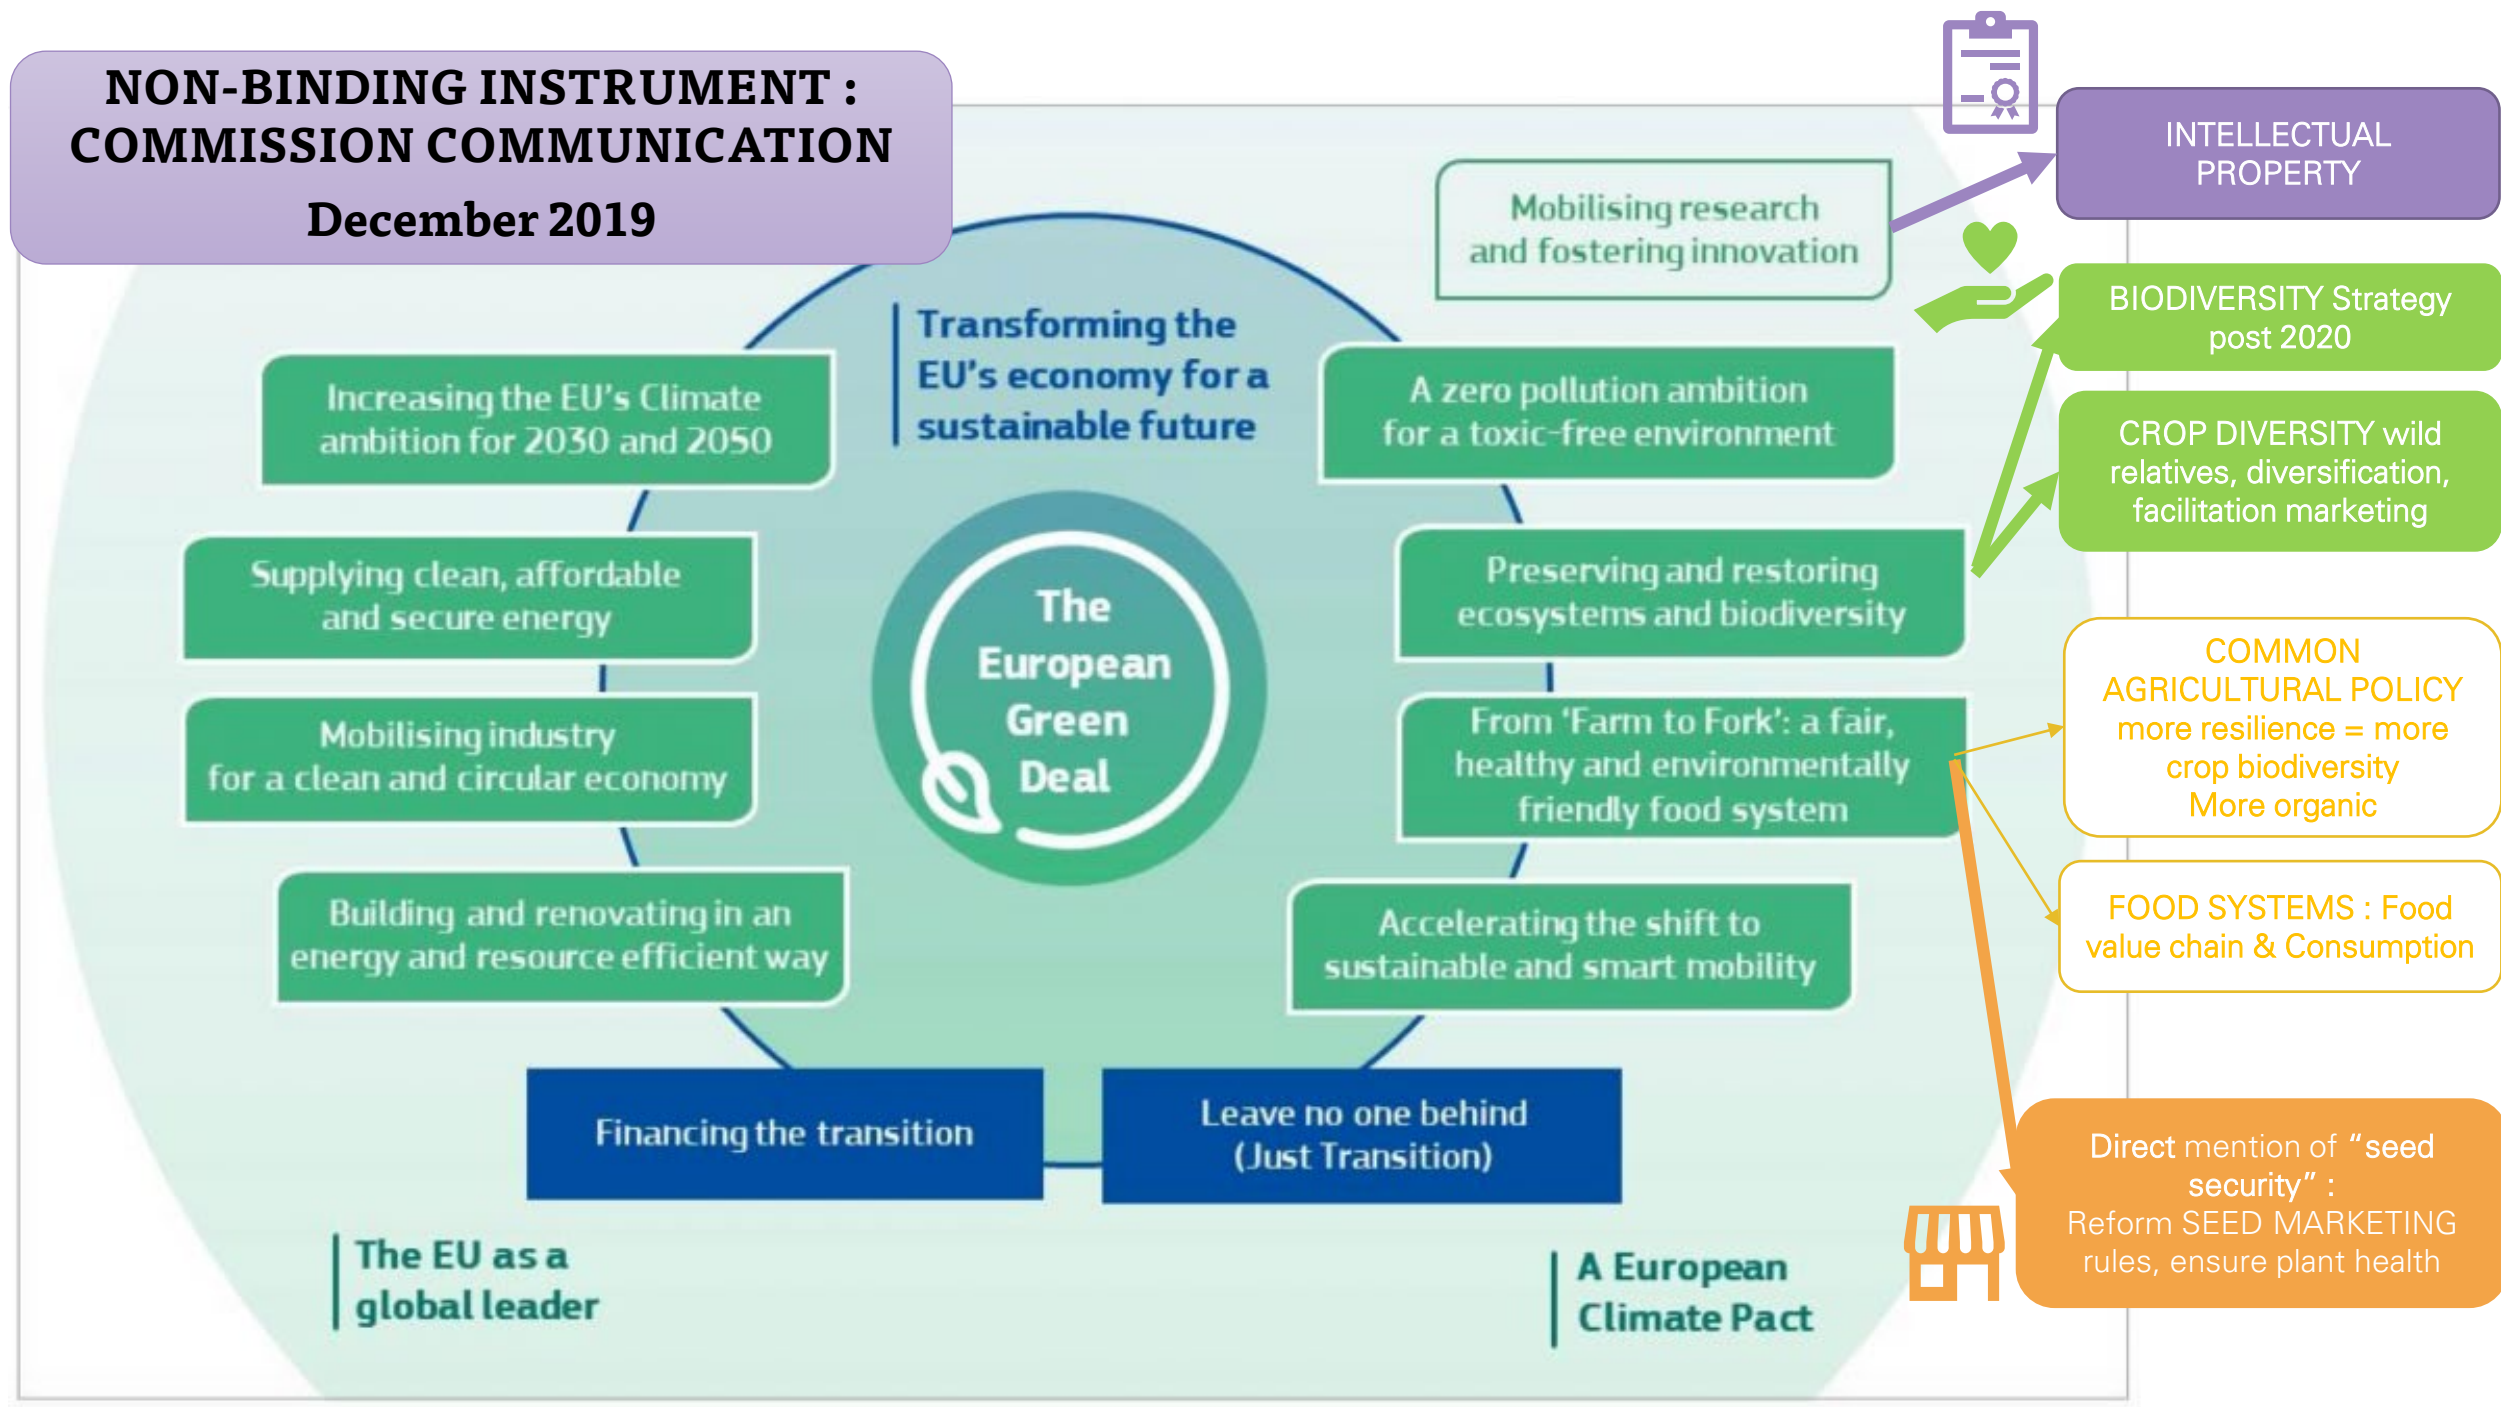 NON-BINDING INSTRUMENT :
COMMISSION COMMUNICATION
December 2019
Mobilising research
and fostering innovation
Transforming the
EU's economy for a
sustainable future
Increasing the EU's Climate
ambition for 2030 and 2050
Supplying clean, affordable
and secure energy
Mobilising industry
for a clean and circular economy
Building and renovating in an
energy and resource efficient way
The
European
Green
Deal
A zero pollution ambition
for a toxic-free environment
Preserving and restoring
ecosystems and biodiversity
From ‘Farm to Fork’: a fair,
healthy and environmentally
friendly food system
Accelerating the shift to
sustainable and smart mobility
Financing the transition
Leave no one behind
(Just Transition)
The EU as a
global leader
A European
Climate Pact
INTELLECTUAL
PROPERTY
BIODIVERSITY Strategy
post 2020
CROP DIVERSITY wild
relatives, diversification,
facilitation marketing
COMMON
AGRICULTURAL POLICY
more resilience = more
crop biodiversity
More organic
FOOD SYSTEMS : Food
value chain & Consumption
Direct mention of “seed
security” :
Reform SEED MARKETING
rules, ensure plant health